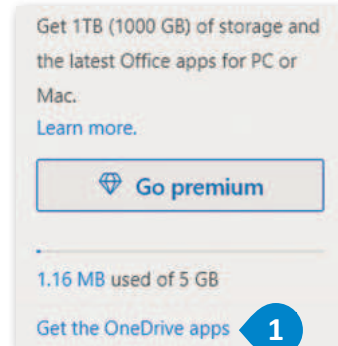 Get 1TB (1000 GB) of storage and
the latest Office apps for PC or
Mac.
Learn more.
Go premium
1.16 MB used of 5 GB
Get the OneDrive apps 1